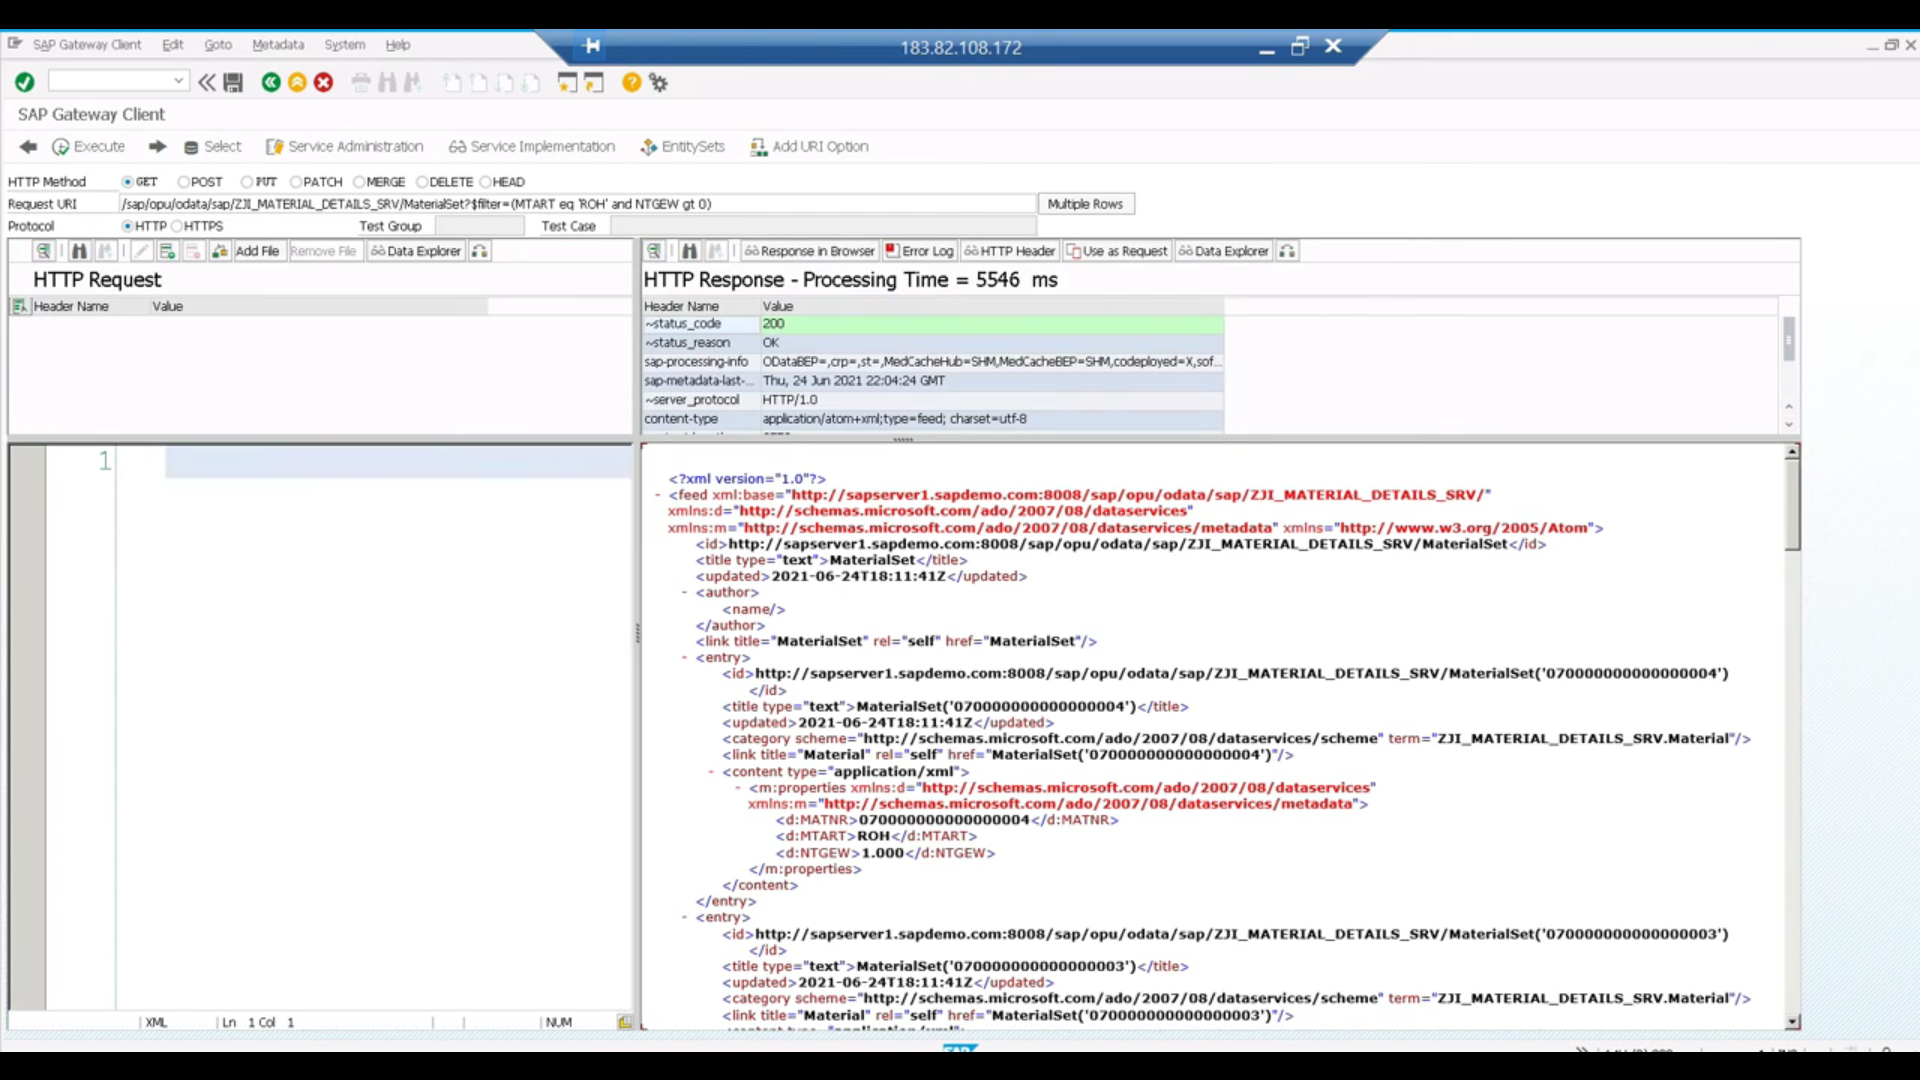 183.82.108.172
SAP Gateway Client Edit Goto Metadata System Help
SAP Gateway Client
Execute Select Service Administration Service Implementation EntitySets Add URI Option
HTTP Method GET POST PUT PATCH MERGE DELETE HEAD
Request URI /sap/opu/odata/sap/ZJI_MATERIAL_DETAILS_SRV/MaterialSet?$filter=(MTART eq 'ROH' and NTGEW gt 0) Multiple Rows
Protocol HTTP HTTPS Test Group Test Case
Add File Remove File Data Explorer
HTTP Request
Header Name Value
1
XML Ln 1 Col 1 NUM
Response in Browser Error Log HTTP Header Use as Request Data Explorer
HTTP Response - Processing Time = 5546 ms
Header Name Value
~status_code 200
~status_reason OK
sap-processing-info ODataBEP=,crp=,st=,MedCacheHub=SHM,MedCacheBEP=SHM,codeployed=X,sof...
sap-metadata-last-... Thu, 24 Jun 2021 22:04:24 GMT
~server_protocol HTTP/1.0
content-type application/atom+xml;type=feed; charset=utf-8
<?xml version="1.0"?>
- <feed xml:base="http://sapserver1.sapdemo.com:8008/sap/opu/odata/sap/ZJI_MATERIAL_DETAILS_SRV/"
xmlns:d="http://schemas.microsoft.com/ado/2007/08/dataservices"
xmlns:m="http://schemas.microsoft.com/ado/2007/08/dataservices/metadata" xmlns="http://www.w3.org/2005/Atom">
<id>http://sapserver1.sapdemo.com:8008/sap/opu/odata/sap/ZJI_MATERIAL_DETAILS_SRV/MaterialSet</id>
<title type="text">MaterialSet</title>
<updated>2021-06-24T18:11:41Z</updated>
- <author>
<name/>
</author>
<link title="MaterialSet" rel="self" href="MaterialSet"/>
- <entry>
<id>http://sapserver1.sapdemo.com:8008/sap/opu/odata/sap/ZJI_MATERIAL_DETAILS_SRV/MaterialSet('070000000000000004')
</id>
<title type="text">MaterialSet('070000000000000004')</title>
<updated>2021-06-24T18:11:41Z</updated>
<category scheme="http://schemas.microsoft.com/ado/2007/08/dataservices/scheme" term="ZJI_MATERIAL_DETAILS_SRV.Material"/>
<link title="Material" rel="self" href="MaterialSet('070000000000000004')"/>
- <content type="application/xml">
- <m:properties xmlns:d="http://schemas.microsoft.com/ado/2007/08/dataservices"
xmlns:m="http://schemas.microsoft.com/ado/2007/08/dataservices/metadata">
<d:MATNR>070000000000000004</d:MATNR>
<d:MTART>ROH</d:MTART>
<d:NTGEW>1.000</d:NTGEW>
</m:properties>
</content>
</entry>
- <entry>
<id>http://sapserver1.sapdemo.com:8008/sap/opu/odata/sap/ZJI_MATERIAL_DETAILS_SRV/MaterialSet('070000000000000003')
</id>
<title type="text">MaterialSet('070000000000000003')</title>
<updated>2021-06-24T18:11:41Z</updated>
<category scheme="http://schemas.microsoft.com/ado/2007/08/dataservices/scheme" term="ZJI_MATERIAL_DETAILS_SRV.Material"/>
<link title="Material" rel="self" href="MaterialSet('070000000000000003')"/>